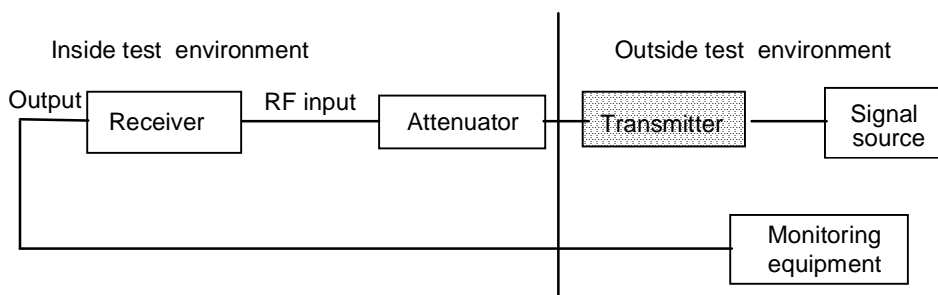 Inside test environment
Outside test environment
Output
RF input
Receiver
Attenuator
Transmitter
Signal
source
Monitoring
equipment